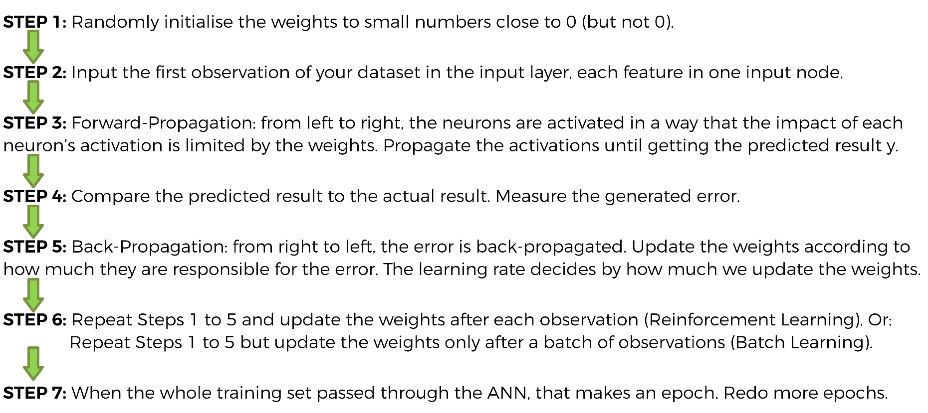 STEP 1: Randomly initialise the weights to small numbers close to 0 (but not 0).
STEP 2: Input the first observation of your dataset in the input layer, each feature in one input node.
STEP 3: Forward-Propagation: from left to right, the neurons are activated in a way that the impact of each
neuron's activation is limited by the weights. Propagate the activations until getting the predicted result y.
STEP 4: Compare the predicted result to the actual result. Measure the generated error.
STEP 5: Back-Propagation: from right to left, the error is back-propagated. Update the weights according to
how much they are responsible for the error. The learning rate decides by how much we update the weights.
STEP 6: Repeat Steps 1 to 5 and update the weights after each observation (Reinforcement Learning). Or:
Repeat Steps 1 to 5 but update the weights only after a batch of observations (Batch Learning).
STEP 7: When the whole training set passed through the ANN, that makes an epoch. Redo more epochs.